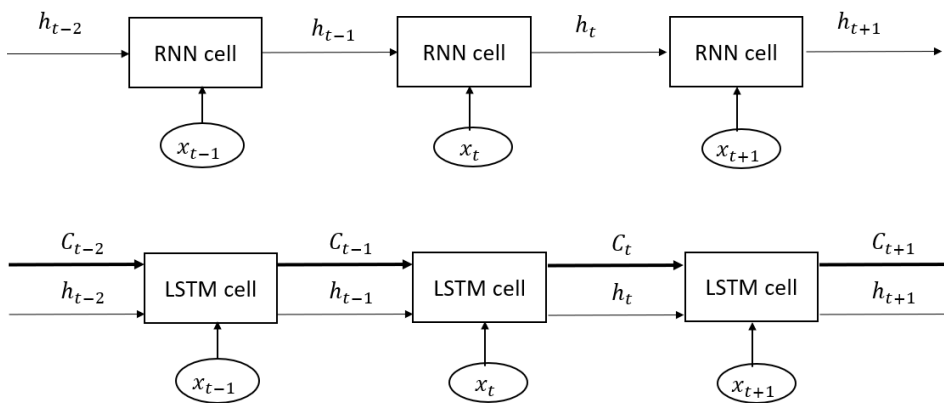 h_{t-2} h_{t-1} h_t h_{t+1}
RNN cell RNN cell RNN cell
x_{t-1} x_t x_{t+1}
C_{t-2} C_{t-1} C_t C_{t+1}
LSTM cell LSTM cell LSTM cell
h_{t-2} h_{t-1} h_t h_{t+1}
x_{t-1} x_t x_{t+1}